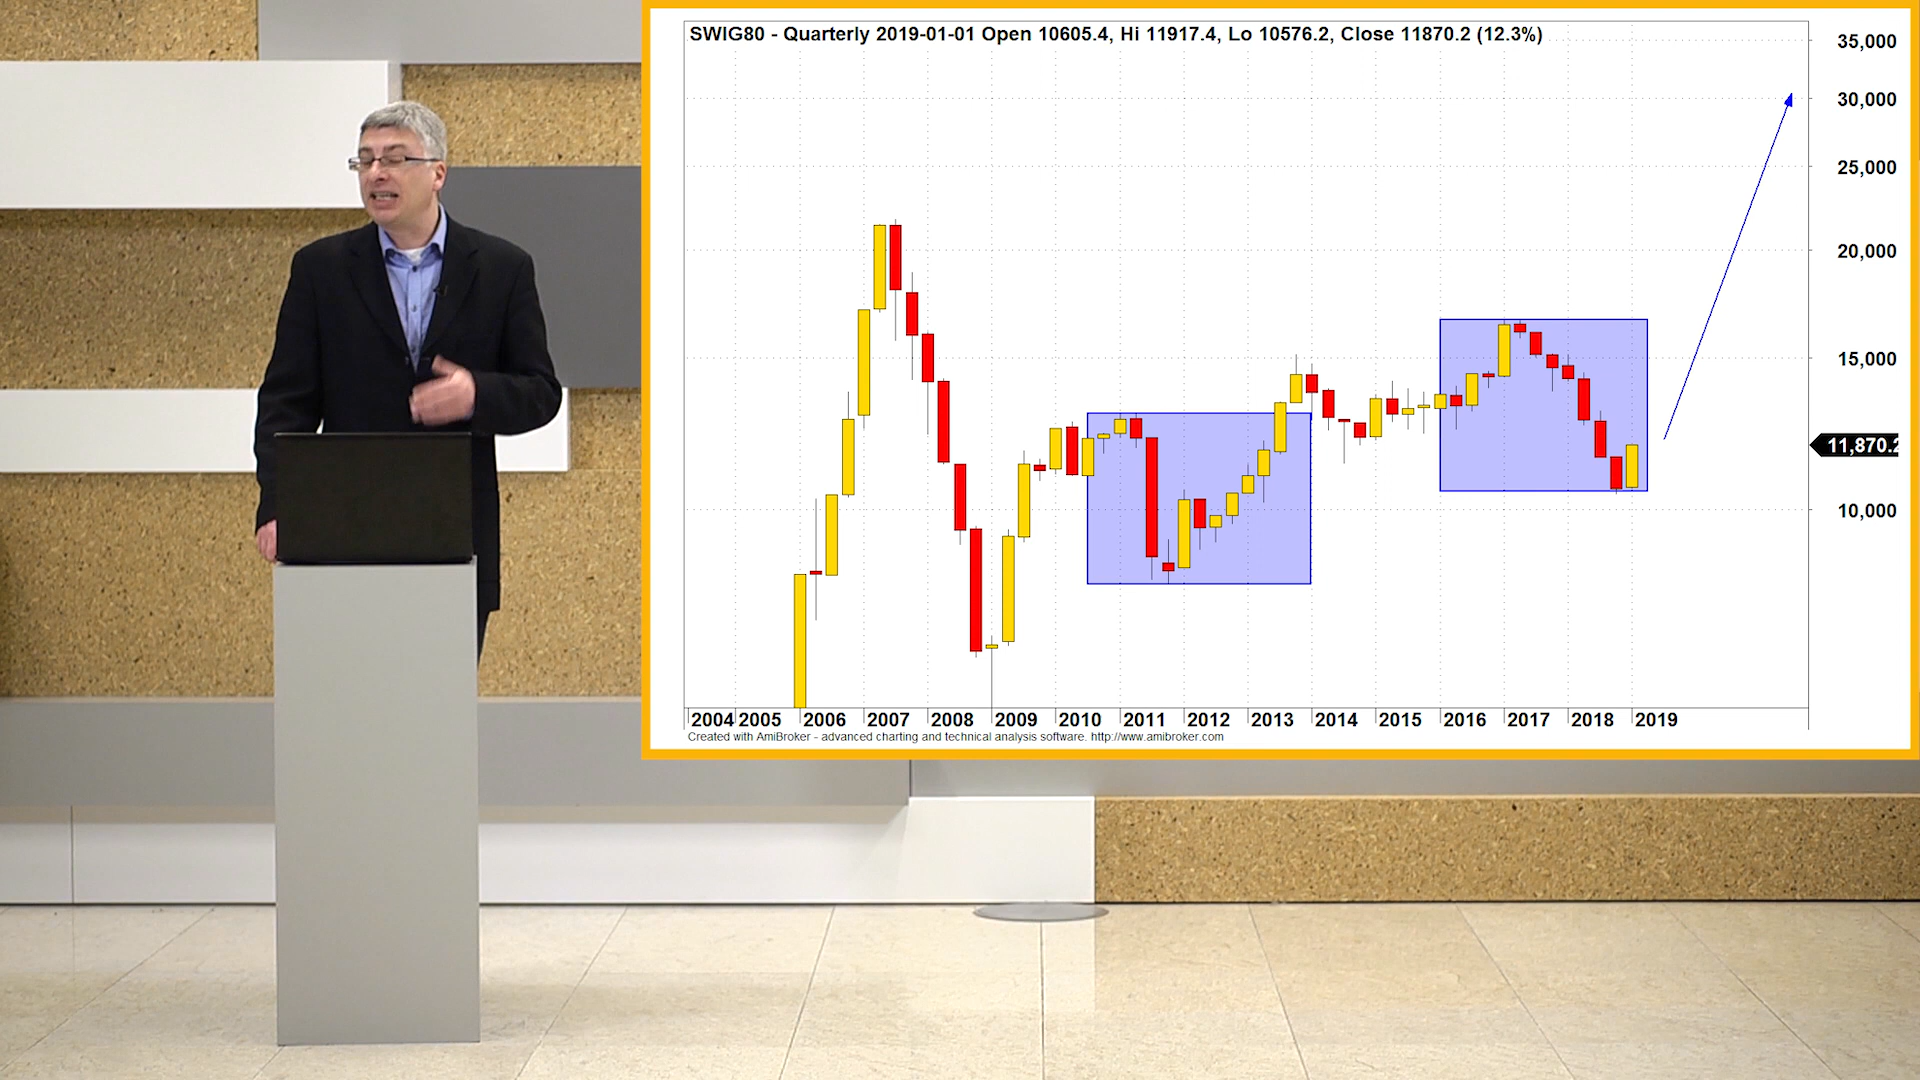 SWIG80 - Quarterly 2019-01-01 Open 10605.4, Hi 11917.4, Lo 10576.2, Close 11870.2 (12.3%)
35,000
30,000
25,000
20,000
15,000
11,870.2
10,000
2004 2005 2006 2007 2008 2009 2010 2011 2012 2013 2014 2015 2016 2017 2018 2019
Created with AmiBroker - advanced charting and technical analysis software. http://www.amibroker.com